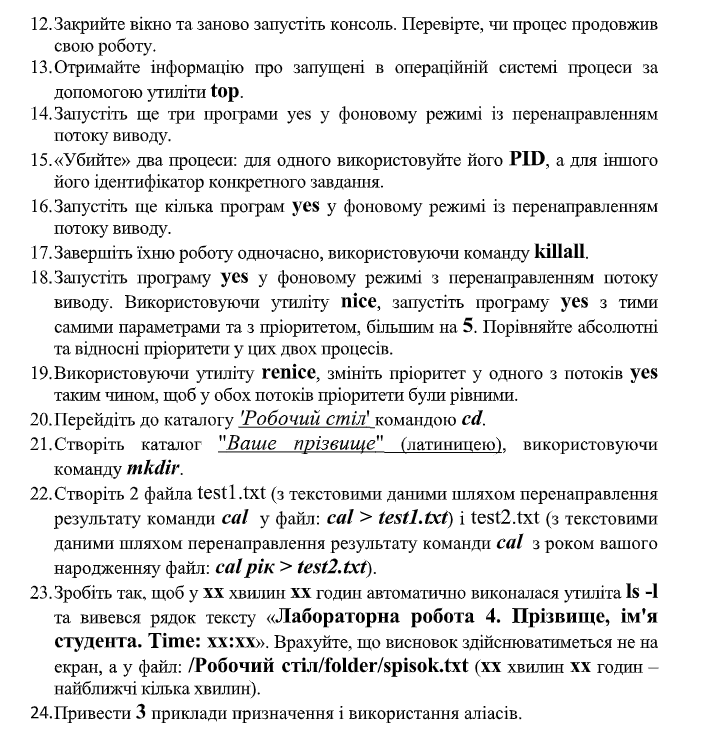 12.Закрийте вікно та заново запустіть консоль. Перевірте, чи процес продовжив
свою роботу.
13.Отримайте інформацію про запущені в операційній системі процеси за
допомогою утиліти top.
14.Запустіть ще три програми yes у фоновому режимі із перенаправленням
потоку виводу.
15.«Убийте» два процеси: для одного використовуйте його PID, а для іншого
його ідентифікатор конкретного завдання.
16.Запустіть ще кілька програм yes у фоновому режимі із перенаправленням
потоку виводу.
17.Завершіть їхню роботу одночасно, використовуючи команду killall.
18.Запустіть програму yes у фоновому режимі з перенаправленням потоку
виводу. Використовуючи утиліту nice, запустіть програму yes з тими
самими параметрами та з пріоритетом, більшим на 5. Порівняйте абсолютні
та відносні пріоритети у цих двох процесів.
19.Використовуючи утиліту renice, змініть пріоритет у одного з потоків yes
таким чином, щоб у обох потоків пріоритети були рівними.
20.Перейдіть до каталогу 'Робочий стіл' командою cd.
21.Створіть каталог "Ваше прізвище" (латиницею), використовуючи
команду mkdir.
22.Створіть 2 файла test1.txt (з текстовими даними шляхом перенаправлення
результату команди cal у файл: cal > test1.txt) і test2.txt (з текстовими
даними шляхом перенаправлення результату команди cal з роком вашого
народженняу файл: cal рік > test2.txt).
23.Зробіть так, щоб у xx хвилин xx годин автоматично виконалася утиліта ls -l
та вивевся рядок тексту «Лабораторна робота 4. Прізвище, ім'я
студента. Time: xx:xx». Врахуйте, що висновок здійснюватиметься не на
екран, а у файл: /Робочий стіл/folder/spisok.txt (xx хвилин xx годин –
найближчі кілька хвилин).
24.Привести 3 приклади призначення і використання аліасів.